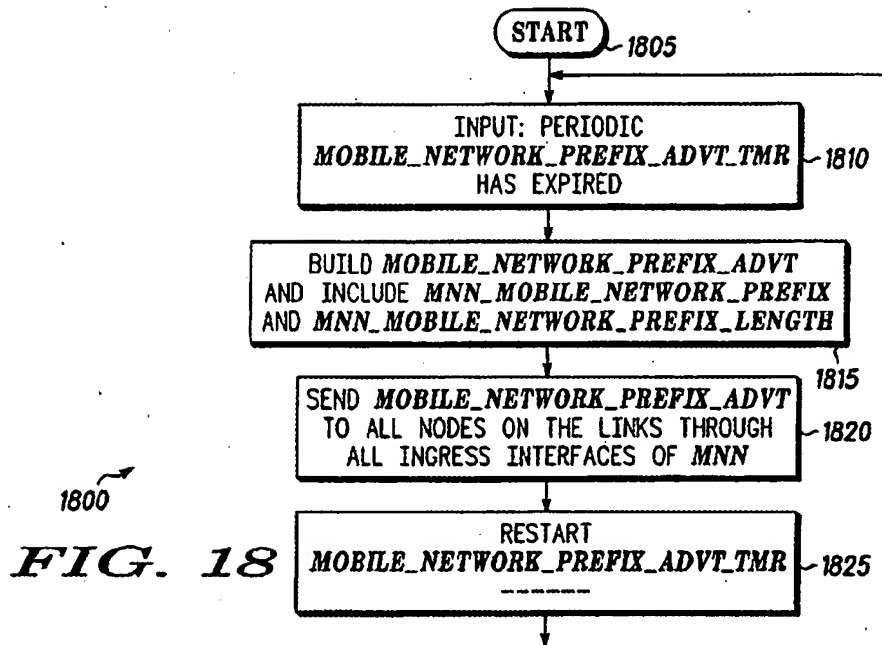 START
1805
INPUT: PERIODIC
MOBILE_NETWORK_PREFIX_ADVT_TMR
HAS EXPIRED
1810
BUILD MOBILE_NETWORK_PREFIX_ADVT
AND INCLUDE MNN_MOBILE_NETWORK_PREFIX
AND MNN_MOBILE_NETWORK_PREFIX_LENGTH
1815
SEND MOBILE_NETWORK_PREFIX_ADVT
TO ALL NODES ON THE LINKS THROUGH
ALL INGRESS INTERFACES OF MNN
1820
1800
RESTART
MOBILE_NETWORK_PREFIX_ADVT_TMR
1825
FIG. 18